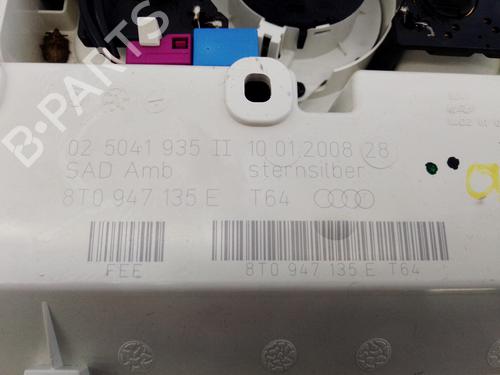 B-PARTS
02 5041 935 II 10.01.2008 28
SAD Amb sternsilber
8T0 947 135 E T64
FEE 8T0 947 135 E T64